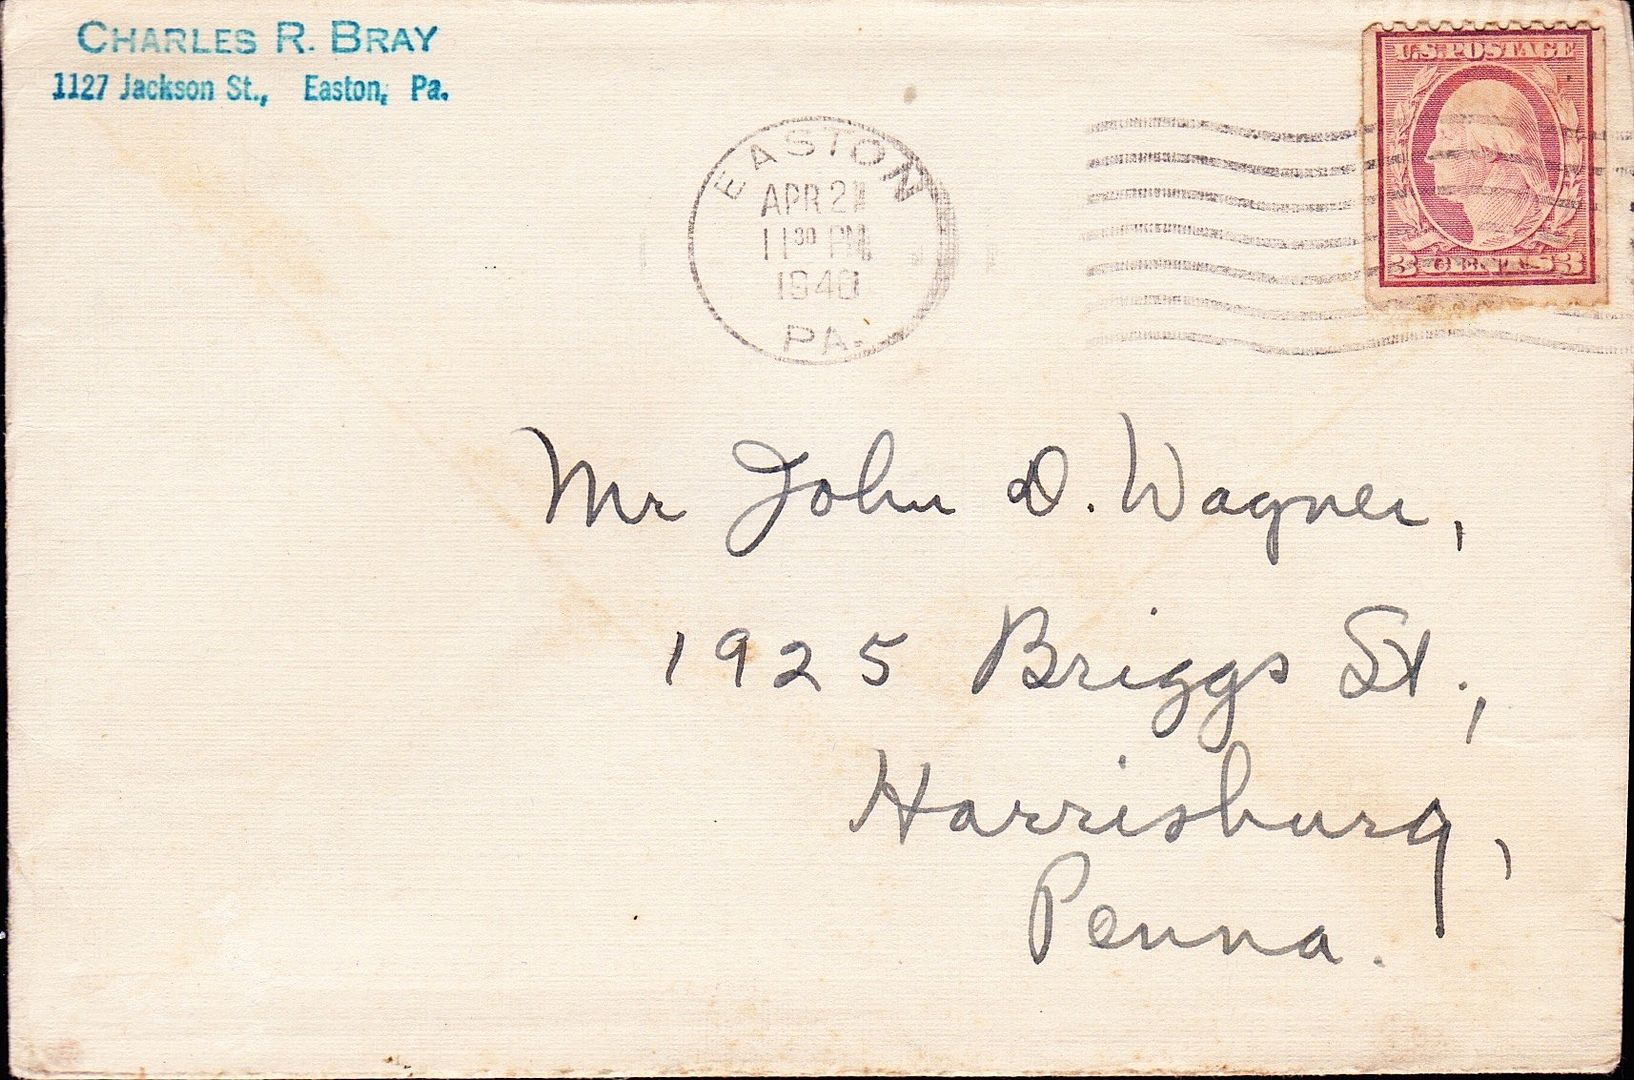 CHARLES R. BRAY
1127 Jackson St., Easton, Pa.
U.S. POSTAGE
3 CENTS 3
EASTON
APR 2
11 30 PM
1940
PA.
Mr John D. Wagner,
1925 Briggs St.,
Harrisburg,
Penna.